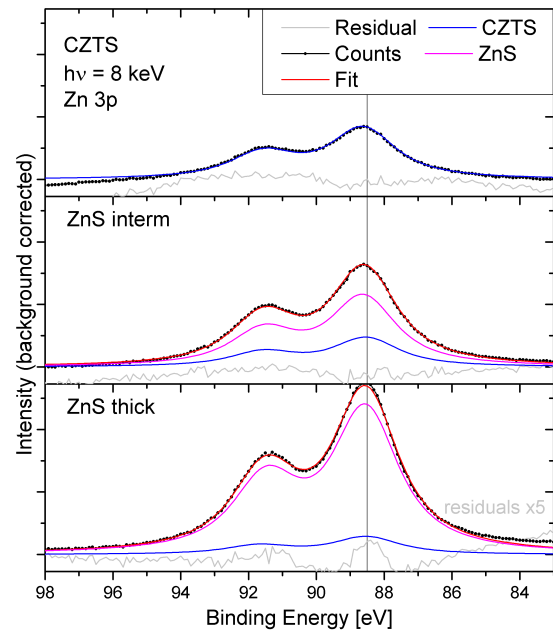 CZTS
hν = 8 keV
Zn 3p
Residual
CZTS
Counts
ZnS
Fit
ZnS interm
ZnS thick
residuals x5
Intensity (background corrected)
98 96 94 92 90 88 86 84
Binding Energy [eV]